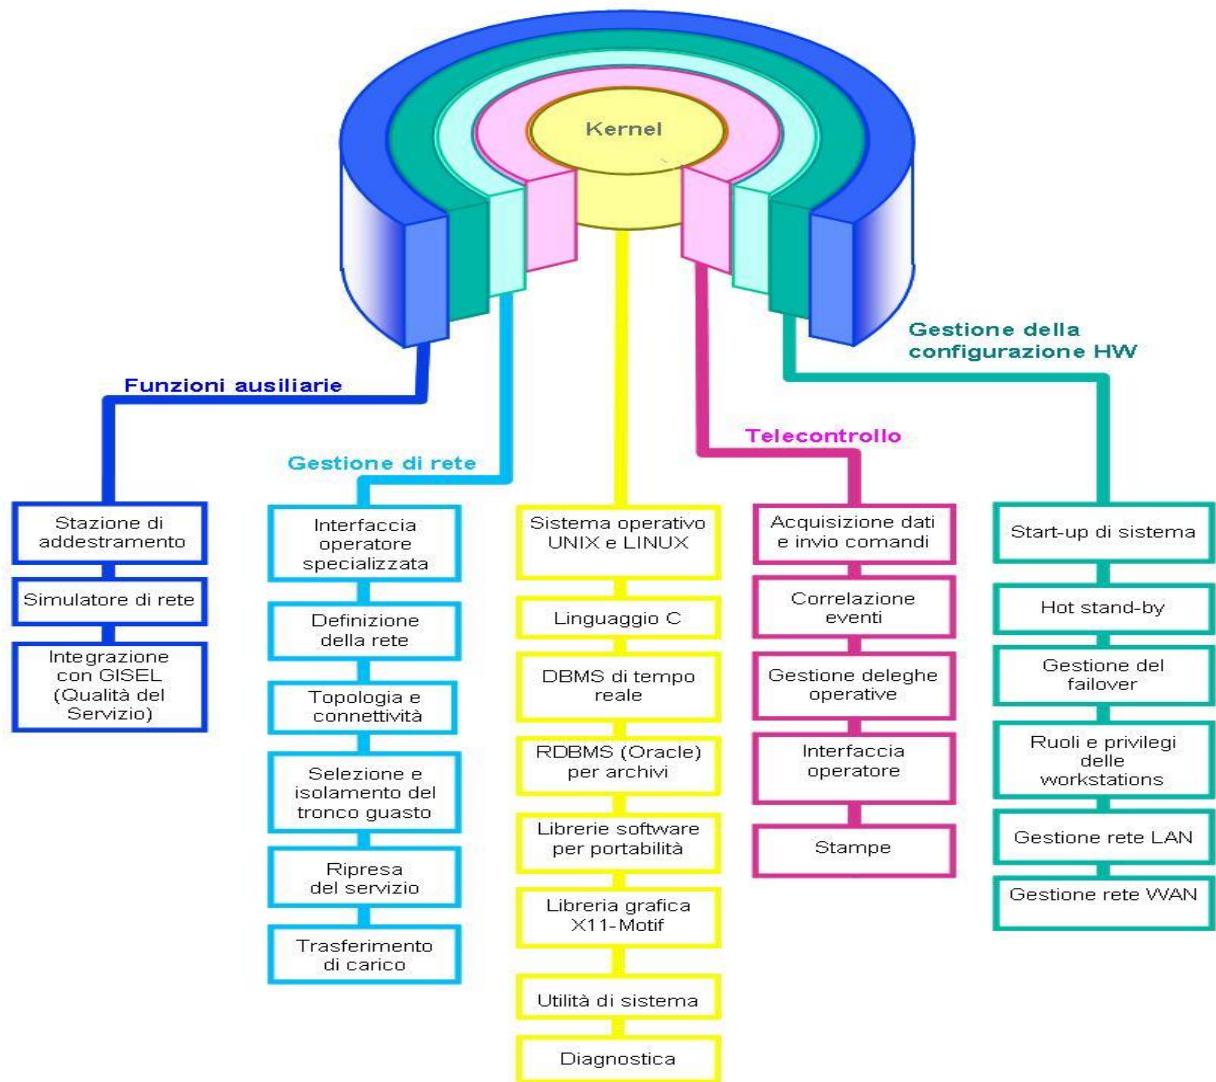 Kernel
Gestione della
configurazione HW
Funzioni ausiliarie
Telecontrollo
Gestione di rete
Stazione di
addestramento
Simulatore di rete
Integrazione
con GISEL
(Qualità del
Servizio)
Interfaccia
operatore
specializzata
Definizione
della rete
Topologia e
connettività
Selezione e
isolamento del
tronco guasto
Ripresa
del servizio
Trasferimento
di carico
Sistema operativo
UNIX e LINUX
Linguaggio C
DBMS di tempo
reale
RDBMS (Oracle)
per archivi
Librerie software
per portabilità
Libreria grafica
X11-Motif
Utilità di sistema
Diagnostica
Acquisizione dati
e invio comandi
Correlazione
eventi
Gestione deleghe
operative
Interfaccia
operatore
Stampe
Start-up di sistema
Hot stand-by
Gestione del
failover
Ruoli e privilegi
delle
workstations
Gestione rete LAN
Gestione rete WAN